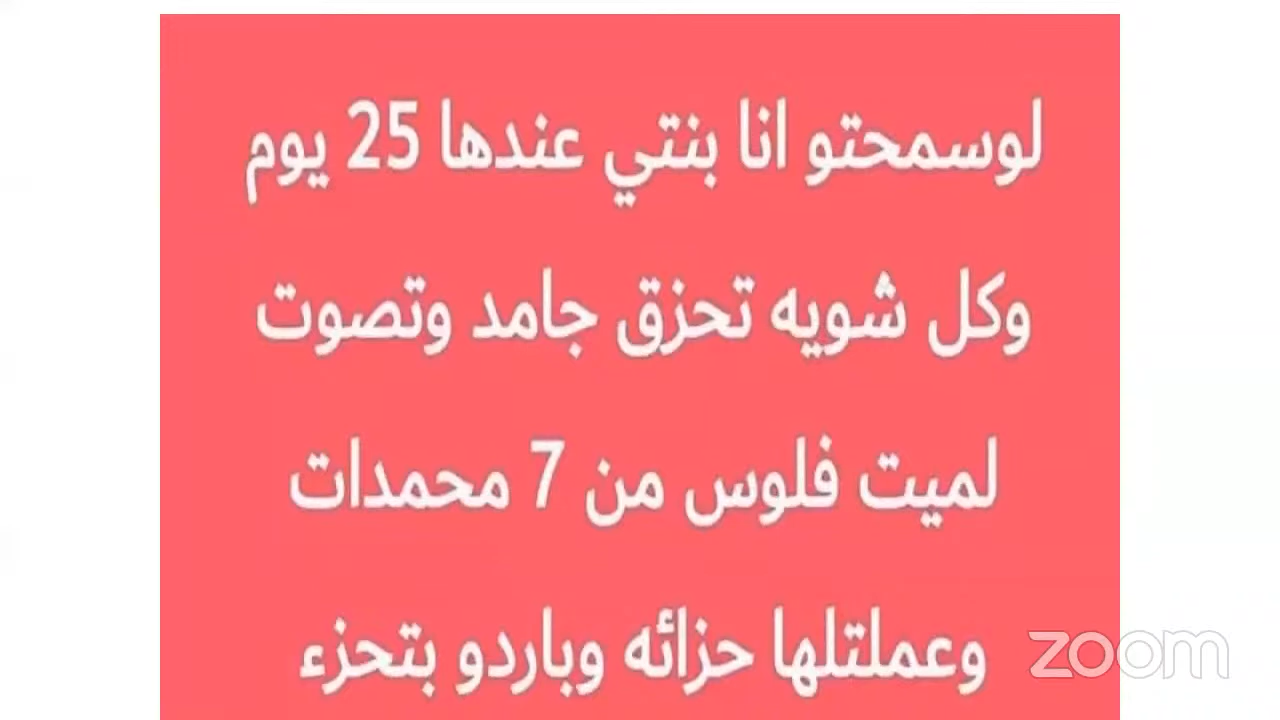 لوسمحتو انا بنتي عندها 25 يوم
وكل شويه تحزق جامد وتصوت
لميت فلوس من 7 محمدات
وعملتلها حزائه وباردو بتحزء
zoom